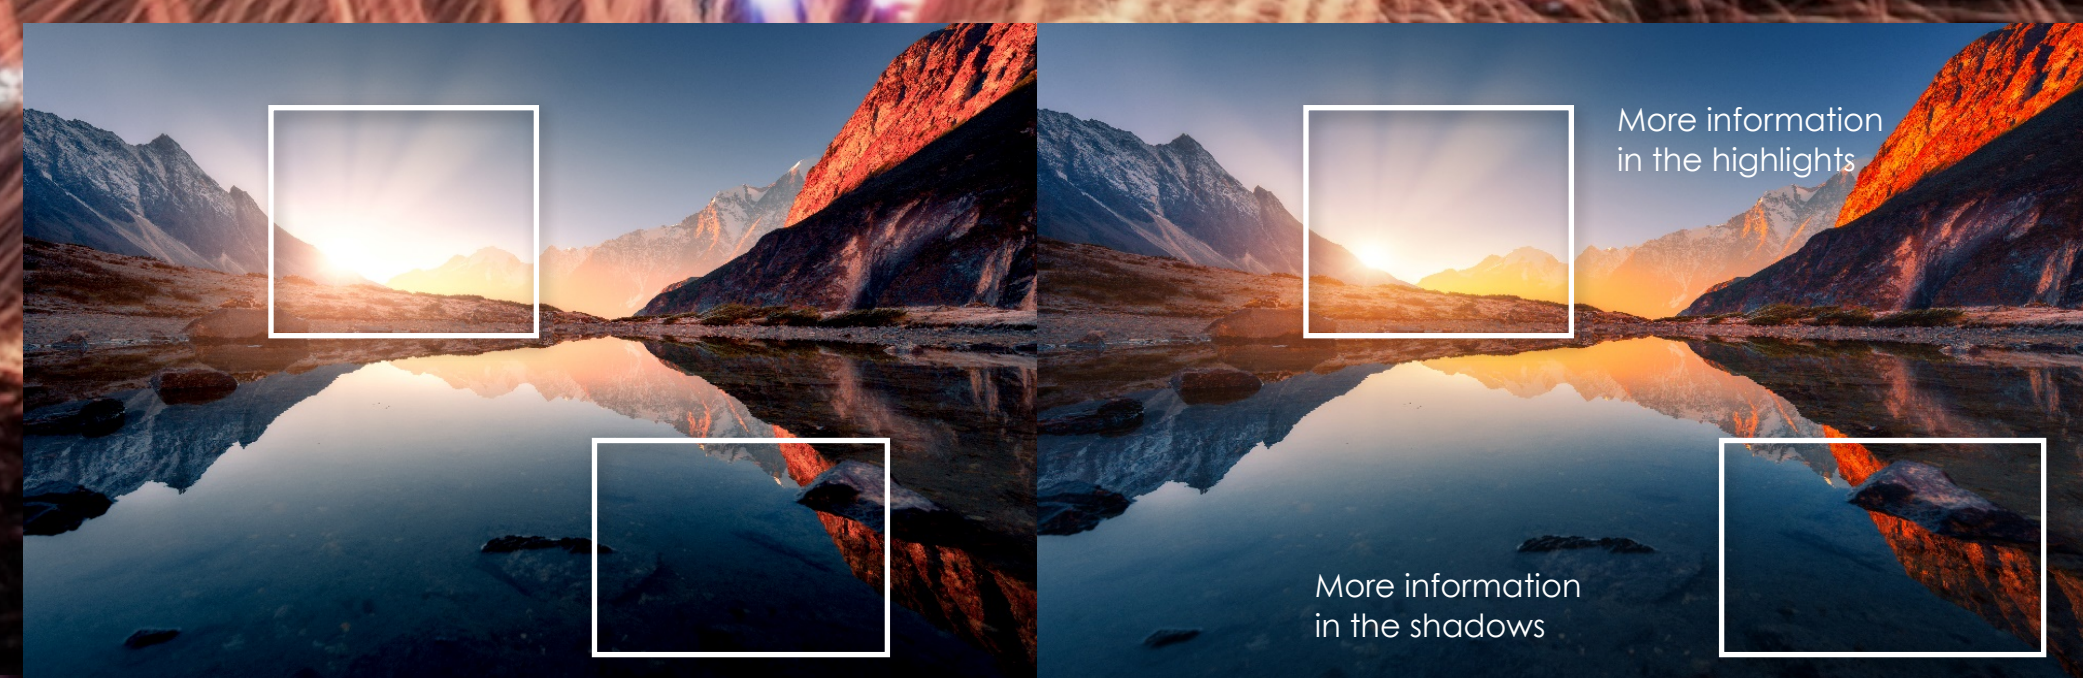 More information
in the highlights
More information
in the shadows